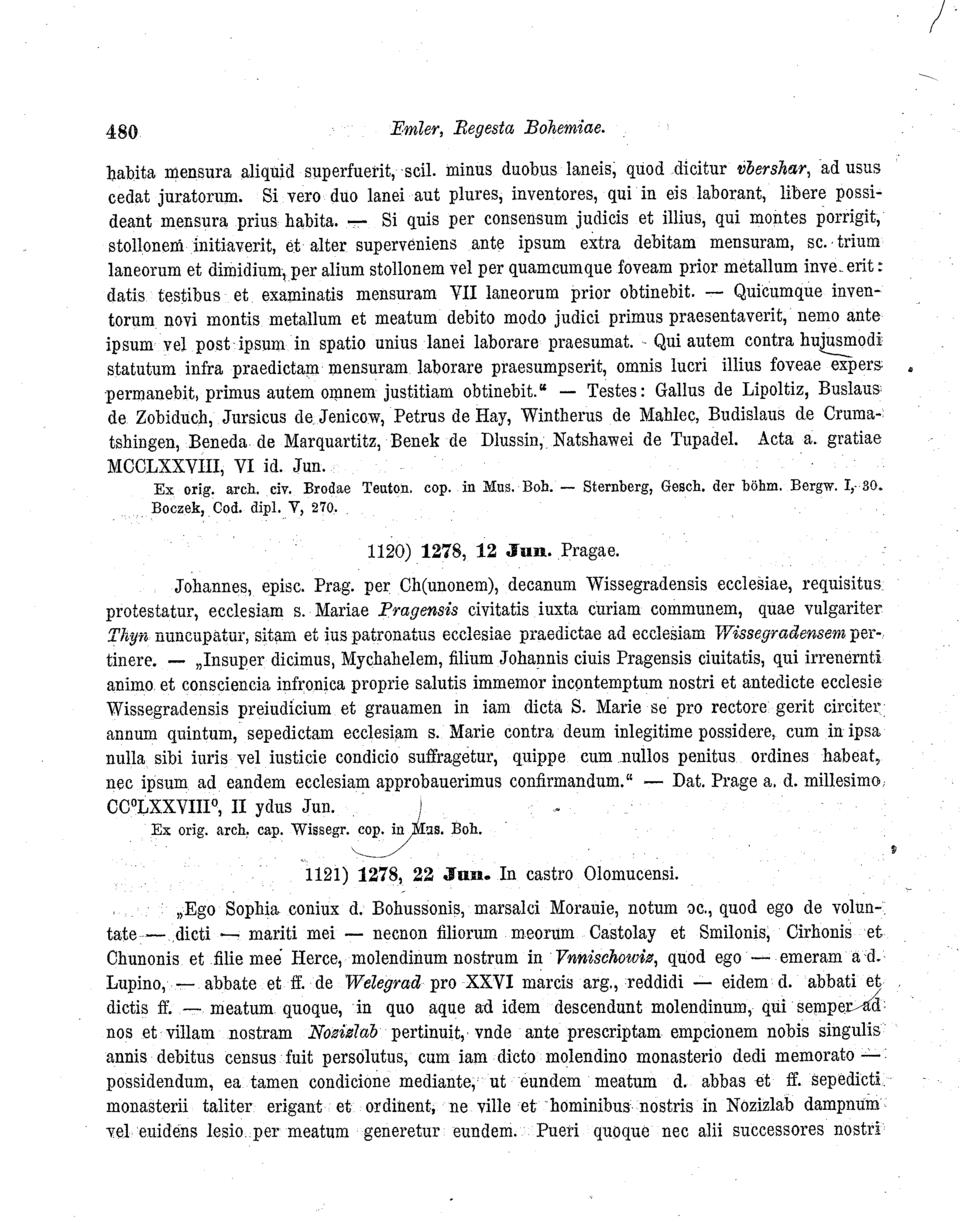 480
Emler, Regesta Bohemiae.
habita mensura aliquid superfuerit, scil. minus duobus laneis, quod dicitur vbershar, ad usus
cedat juratorum. Si vero duo lanei aut plures, inventores, qui in eis laborant, libere possi-
deant mensura prius habita. — Si quis per consensum judicis et illius, qui montes porrigit,
stollonem initiaverit, et alter superveniens ante ipsum extra debitam mensuram, sc. trium
laneorum et dimidium, per alium stollonem vel per quamcumque foveam prior metallum inve erit:
datis testibus et examinatis mensuram VII laneorum prior obtinebit. — Quicumque inven-
torum novi montis metallum et meatum debito modo judici primus praesentaverit, nemo ante
ipsum vel post ipsum in spatio unius lanei laborare praesumat. - Qui autem contra hujusmodi
statutum infra praedictam mensuram laborare praesumpserit, omnis lucri illius foveae expers
permanebit, primus autem omnem justitiam obtinebit.“ — Testes: Gallus de Lipoltiz, Buslaus
de Zobiduch, Jursicus de Jenicow, Petrus de Hay, Wintherus de Mahlec, Budislaus de Cruma-
tshingen, Beneda de Marquartitz, Benek de Dlussin, Natshawei de Tupadel. Acta a. gratiae
MCCLXXVIII, VI id. Jun.
Ex orig. arch. civ. Brodae Teuton. cop. in Mus. Boh. — Sternberg, Gesch. der böhm. Bergw. I, 30.
Boczek, Cod. dipl. V, 270.
1120) 1278, 12 Jun. Pragae.
Johannes, episc. Prag. per Ch(unonem), decanum Wissegradensis ecclesiae, requisitus
protestatur, ecclesiam s. Mariae Pragensis civitatis iuxta curiam communem, quae vulgariter
Thyn nuncupatur, sitam et ius patronatus ecclesiae praedictae ad ecclesiam Wissegradensem per-
tinere. — „Insuper dicimus, Mychahelem, filium Johannis ciuis Pragensis ciuitatis, qui irrenernti
animo et consciencia infronica proprie salutis immemor incontemptum nostri et antedicte ecclesie
Wissegradensis preiudicium et grauamen in iam dicta S. Marie se pro rectore gerit circiter
annum quintum, sepedictam ecclesiam s. Marie contra deum inlegitime possidere, cum in ipsa
nulla sibi iuris vel iusticie condicio suffragetur, quippe cum nullos penitus ordines habeat,
nec ipsum ad eandem ecclesiam approbauerimus confirmandum.“ — Dat. Prage a. d. millesimo
CC⁰LXXVIII⁰, II ydus Jun.
Ex orig. arch. cap. Wissegr. cop. in Mus. Boh.
1121) 1278, 22 Jun. In castro Olomucensi.
„Ego Sophia coniux d. Bohussonis, marsalci Morauie, notum ɔc., quod ego de volun-
tate — dicti — mariti mei — necnon filiorum meorum Castolay et Smilonis, Cirhonis et
Chunonis et filie mee Herce, molendinum nostrum in Vnnischowiz, quod ego — emeram a d.
Lupino, — abbate et ff. de Welegrad pro XXVI marcis arg., reddidi — eidem d. abbati et
dictis ff. — meatum quoque, in quo aque ad idem descendunt molendinum, qui semper ad
nos et villam nostram Nozizlab pertinuit, vnde ante prescriptam empcionem nobis singulis
annis debitus census fuit persolutus, cum iam dicto molendino monasterio dedi memorato —
possidendum, ea tamen condicione mediante, ut eundem meatum d. abbas et ff. sepedicti
monasterii taliter erigant et ordinent, ne ville et hominibus nostris in Nozizlab dampnum
vel euidens lesio per meatum generetur eundem. Pueri quoque nec alii successores nostri